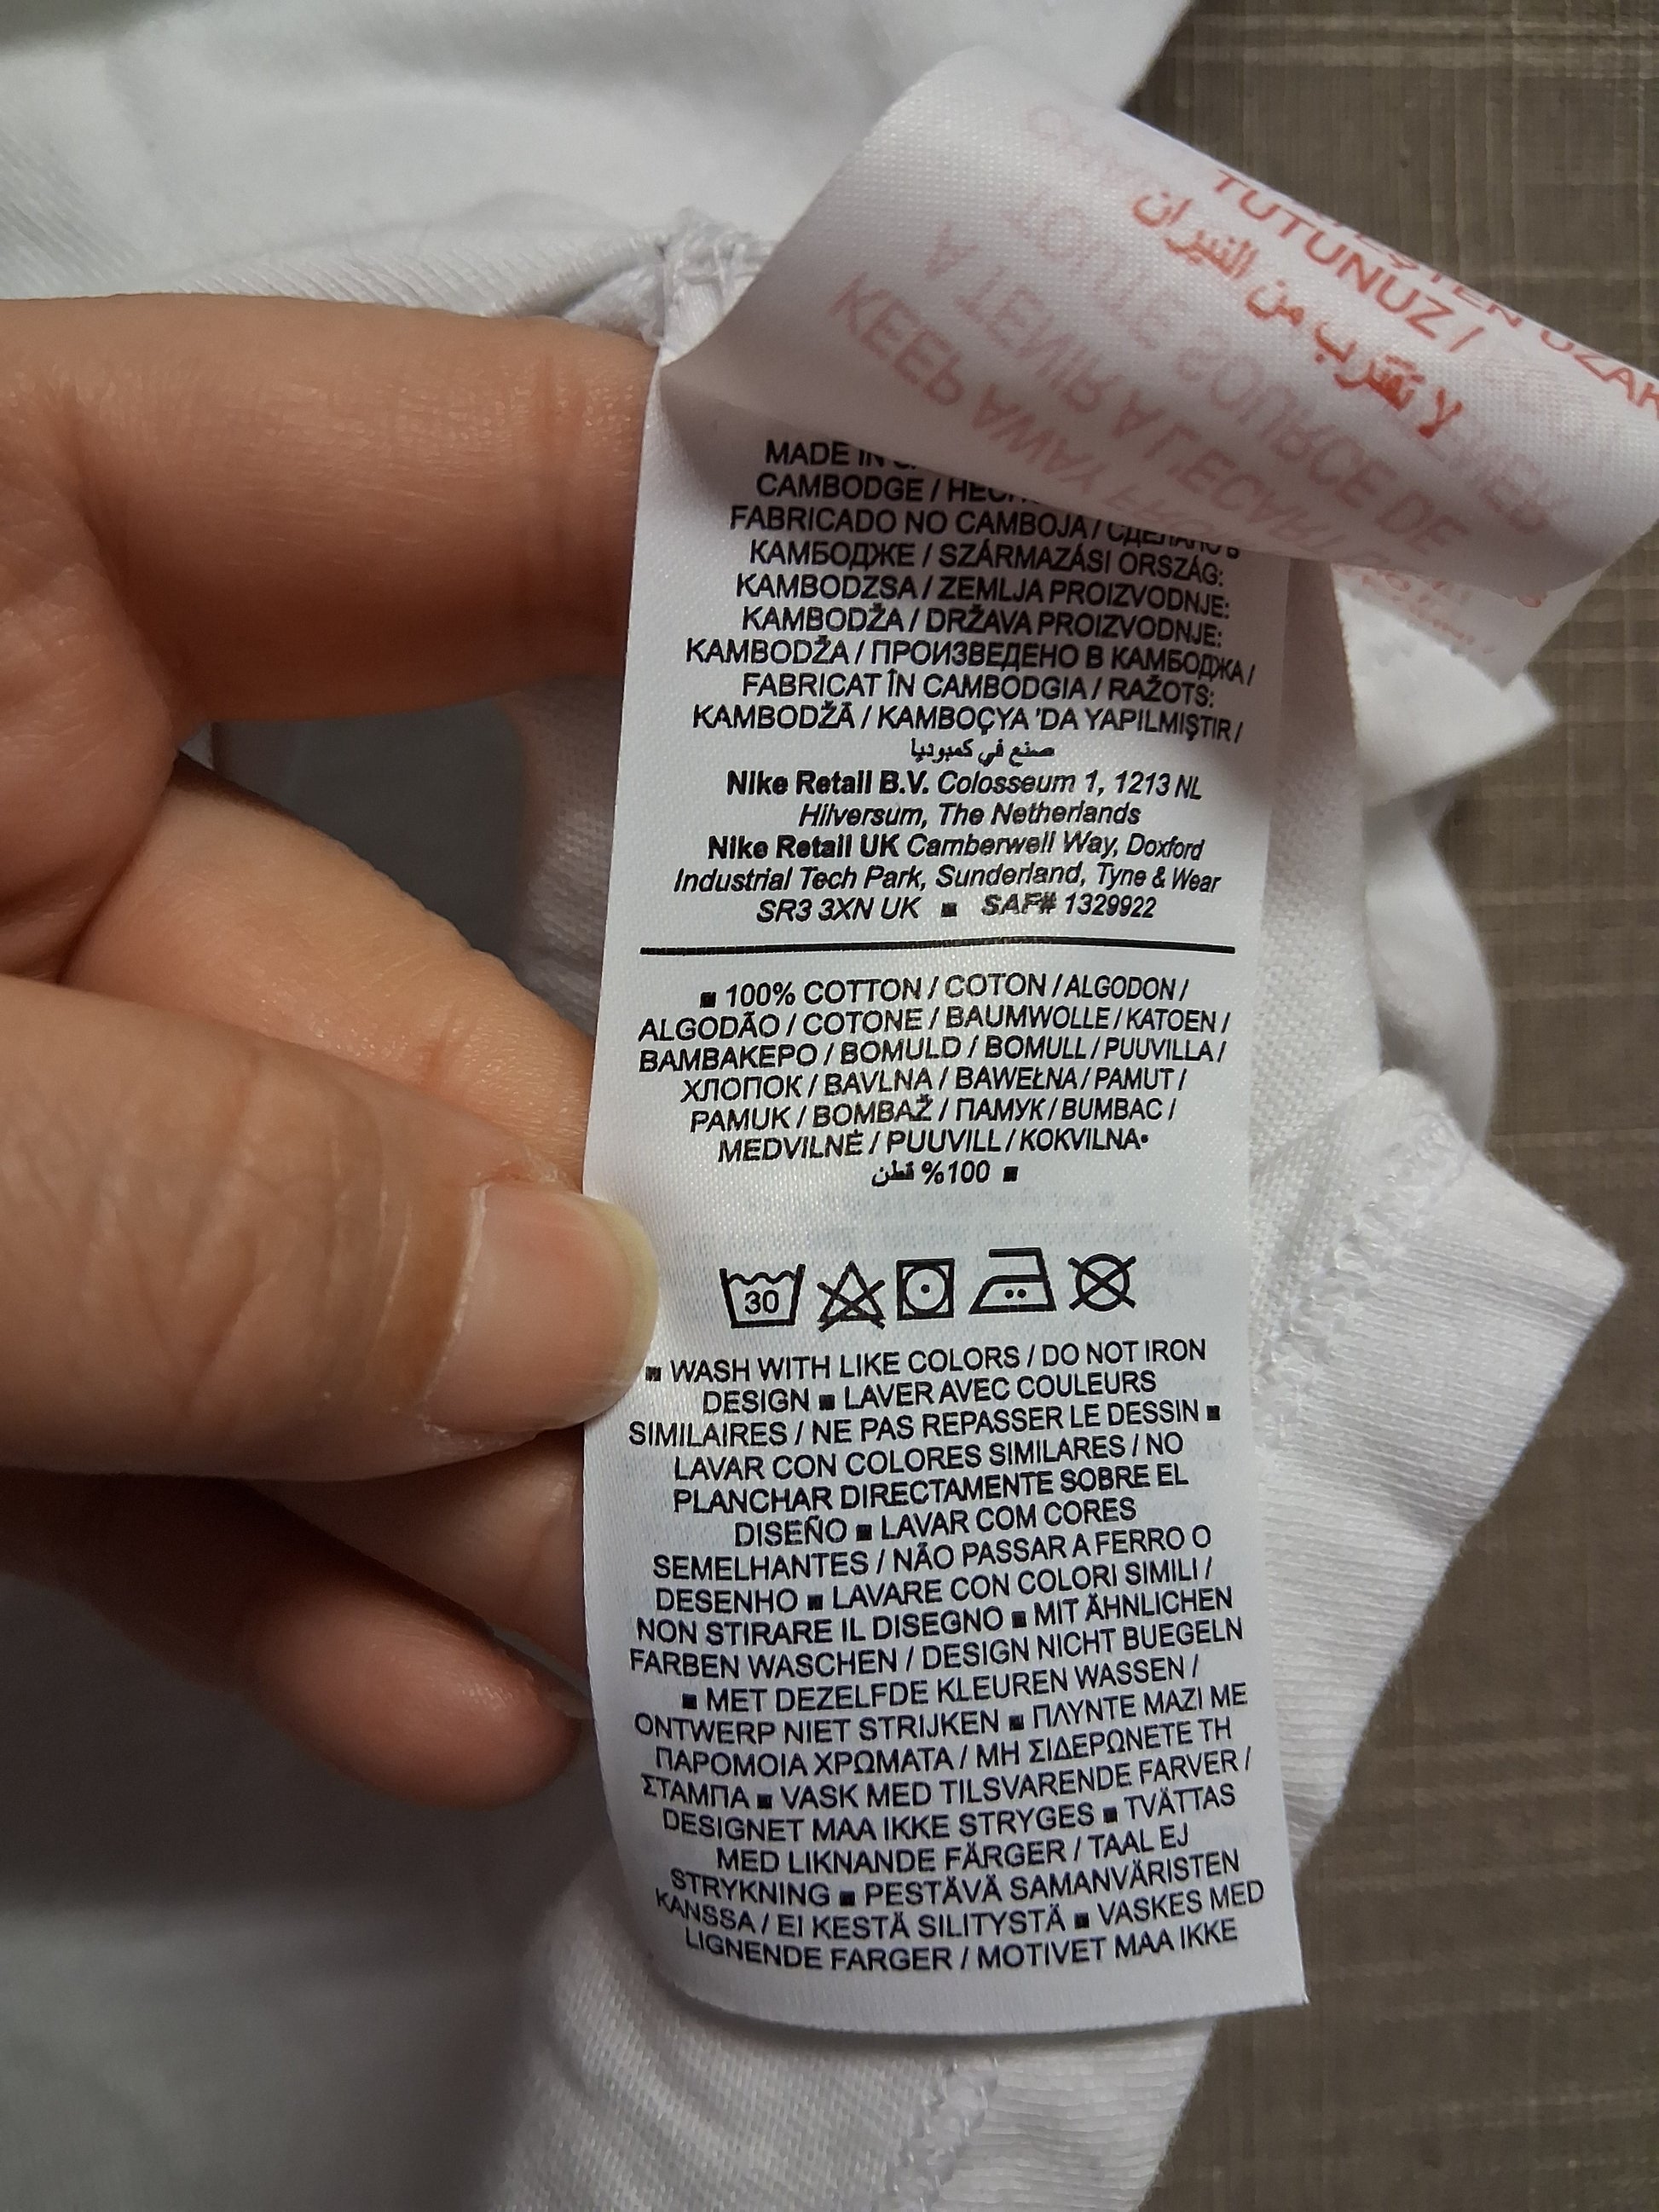 TUTUNUZ /
لا تقترب من النيران
KEEP AWAY
A TENIR A L'ECART
TOUTE SOURCE DE
MADE IN
CAMBODGE /
FABRICADO NO CAMBOJA / СДЕЛАНО В
КАМБОДЖЕ / SZÁRMAZÁSI ORSZÁG:
KAMBODZSA / ZEMLJA PROIZVODNJE:
KAMBODŽA / DRŽAVA PROIZVODNJE:
KAMBODŽA / ПРОИЗВЕДЕНО В КАМБОДЖА /
FABRICAT ÎN CAMBODGIA / RAŽOTS:
KAMBODŽĀ / KAMBOÇYA 'DA YAPILMIŞTIR /
صنع في كمبوديا
Nike Retail B.V. Colosseum 1, 1213 NL
Hilversum, The Netherlands
Nike Retail UK Camberwell Way, Doxford
Industrial Tech Park, Sunderland, Tyne & Wear
SR3 3XN UK ■ SAF# 1329922
■ 100% COTTON / COTON / ALGODON /
ALGODÃO / COTONE / BAUMWOLLE / KATOEN /
ΒΑΜΒΑΚΕΡΟ / BOMULD / BOMULL / PUUVILLA /
ХЛОПОК / BAVLNA / BAWEŁNA / PAMUT /
PAMUK / BOMBAŽ / ПАМУК / BUMBAC /
MEDVILNĖ / PUUVILL / KOKVILNA•
■ 100% قطن
30
■ WASH WITH LIKE COLORS / DO NOT IRON
DESIGN ■ LAVER AVEC COULEURS
SIMILAIRES / NE PAS REPASSER LE DESSIN ■
LAVAR CON COLORES SIMILARES / NO
PLANCHAR DIRECTAMENTE SOBRE EL
DISEÑO ■ LAVAR COM CORES
SEMELHANTES / NÃO PASSAR A FERRO O
DESENHO ■ LAVARE CON COLORI SIMILI /
NON STIRARE IL DISEGNO ■ MIT ÄHNLICHEN
FARBEN WASCHEN / DESIGN NICHT BUEGELN
■ MET DEZELFDE KLEUREN WASSEN /
ONTWERP NIET STRIJKEN ■ ΠΛΥΝΤΕ ΜΑΖΙ ΜΕ
ΠΑΡΟΜΟΙΑ ΧΡΩΜΑΤΑ / ΜΗ ΣΙΔΕΡΩΝΕΤΕ ΤΗ
ΣΤΑΜΠΑ ■ VASK MED TILSVARENDE FARVER /
DESIGNET MAA IKKE STRYGES ■ TVÄTTAS
MED LIKNANDE FÄRGER / TAAL EJ
STRYKNING ■ PESTÄVÄ SAMANVÄRISTEN
KANSSA / EI KESTÄ SILITYSTÄ ■ VASKES MED
LIGNENDE FARGER / MOTIVET MAA IKKE